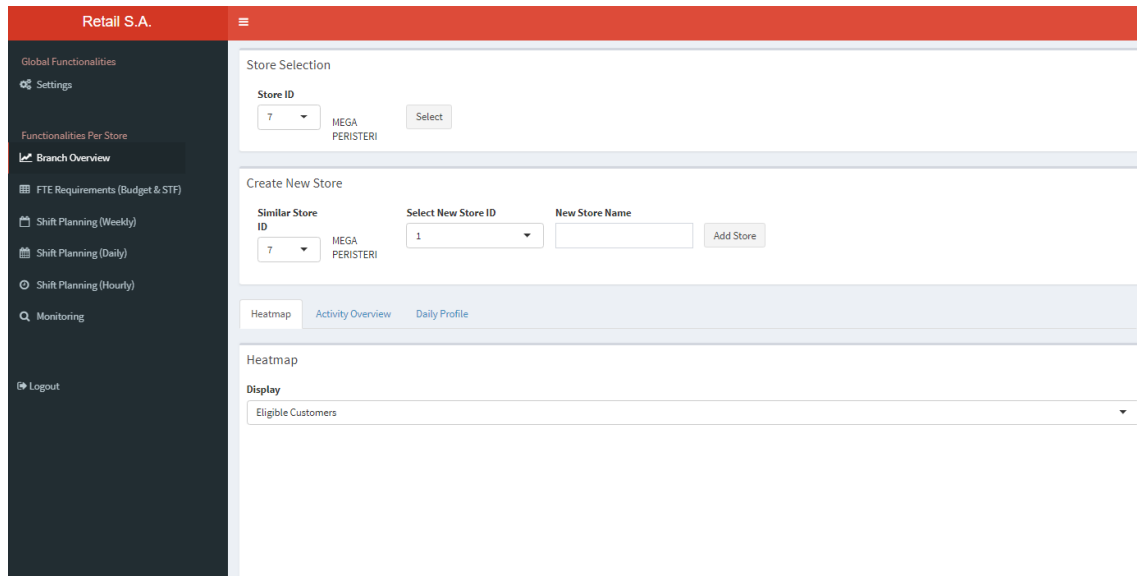 Retail S.A.
Global Functionalities
Settings
Functionalities Per Store
Branch Overview
FTE Requirements (Budget & STF)
Shift Planning (Weekly)
Shift Planning (Daily)
Shift Planning (Hourly)
Monitoring
Logout
Store Selection
Store ID
7
MEGA
PERISTERI
Select
Create New Store
Similar Store
ID
7
MEGA
PERISTERI
Select New Store ID
1
New Store Name
Add Store
Heatmap Activity Overview Daily Profile
Heatmap
Display
Eligible Customers